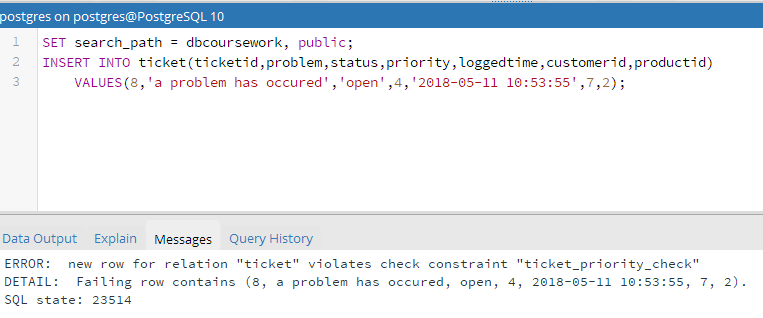 postgres on postgres@PostgreSQL 10
1 SET search_path = dbcoursework, public;
2 INSERT INTO ticket(ticketid,problem,status,priority,loggedtime,customerid,productid)
3 VALUES(8,'a problem has occured','open',4,'2018-05-11 10:53:55',7,2);
Data Output Explain Messages Query History
ERROR: new row for relation "ticket" violates check constraint "ticket_priority_check"
DETAIL: Failing row contains (8, a problem has occured, open, 4, 2018-05-11 10:53:55, 7, 2).
SQL state: 23514